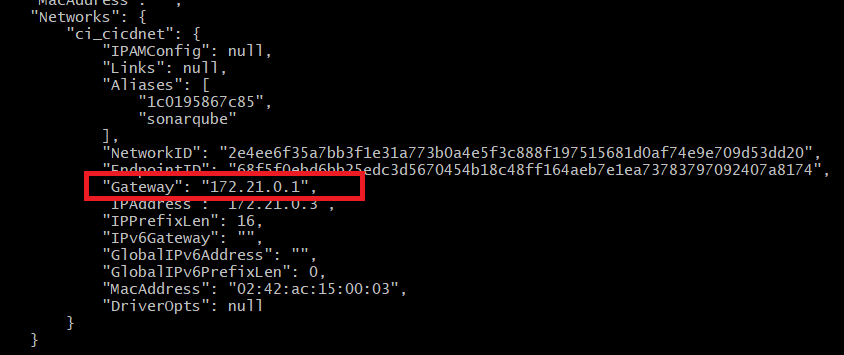 "MacAddress": "",
"Networks": {
"ci_cicdnet": {
"IPAMConfig": null,
"Links": null,
"Aliases": [
"1c0195867c85",
"sonarqube"
],
"NetworkID": "2e4ee6f35a7bb3f1e31a773b0a4e5f3c888f197515681d0af74e9e709d53dd20",
"EndpointID": "68f5f0ebd6bb25edc3d5670454b18c48ff164aeb7e1ea73783797092407a8174",
"Gateway": "172.21.0.1",
"IPAddress": "172.21.0.3",
"IPPrefixLen": 16,
"IPv6Gateway": "",
"GlobalIPv6Address": "",
"GlobalIPv6PrefixLen": 0,
"MacAddress": "02:42:ac:15:00:03",
"DriverOpts": null
}
}